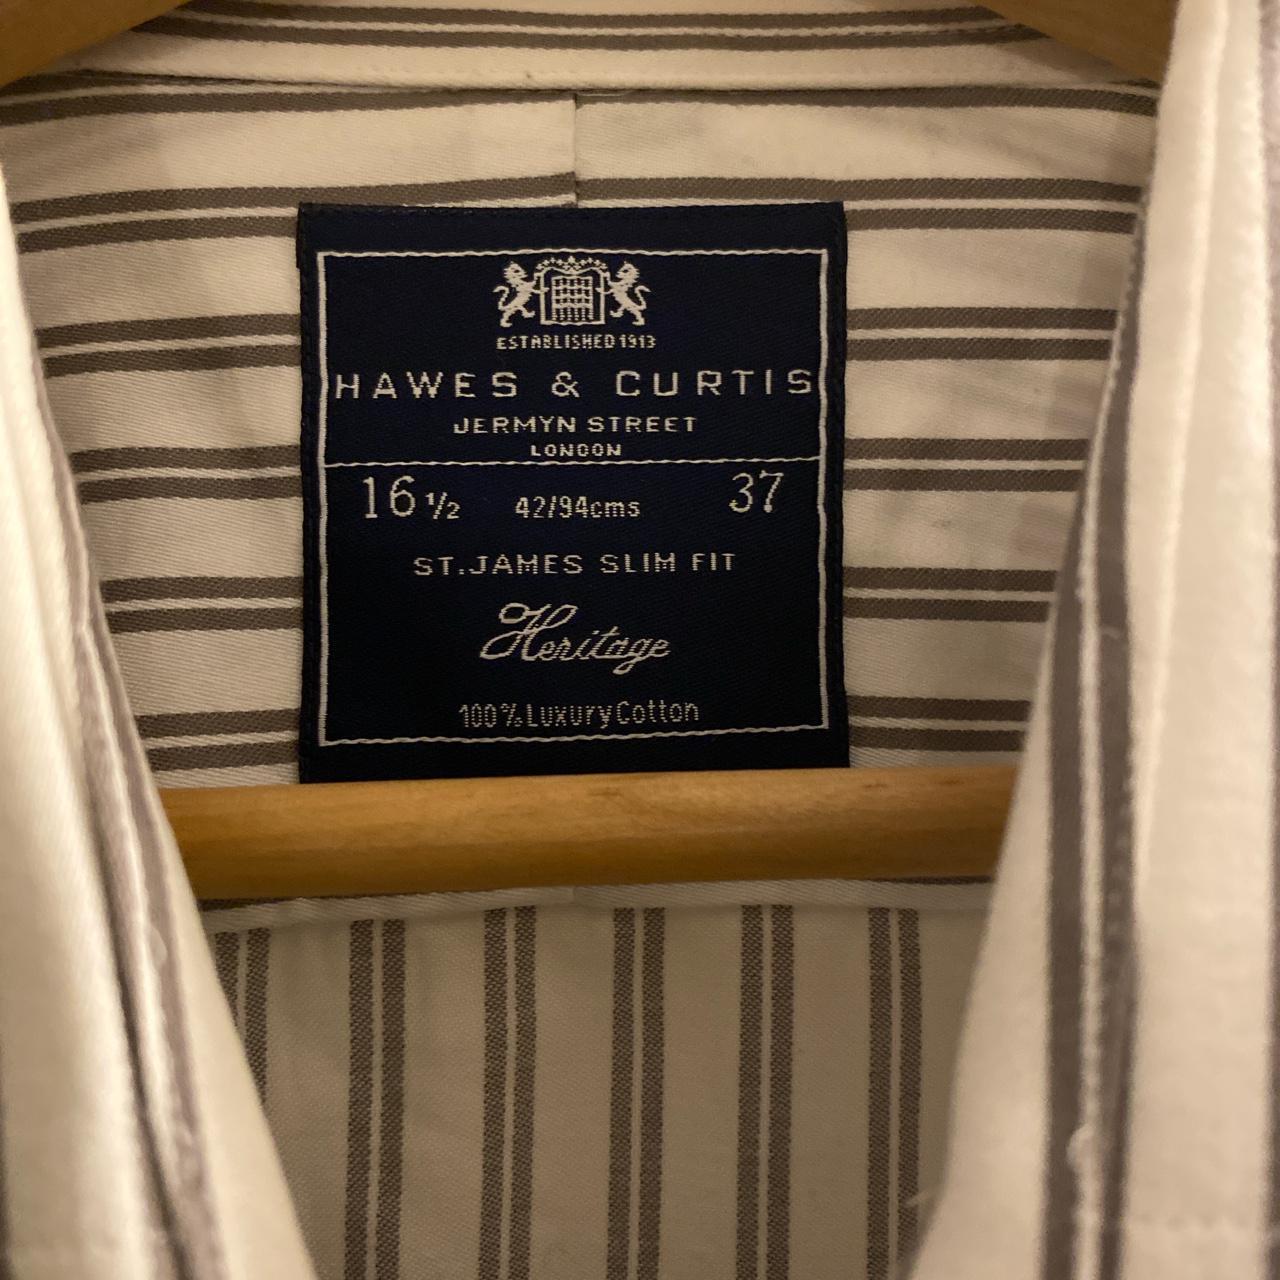 ESTABLISHED 1913
HAWES & CURTIS
JERMYN STREET
LONDON
16 ½ 42/94cms 37
ST.JAMES SLIM FIT
Heritage
100% Luxury Cotton